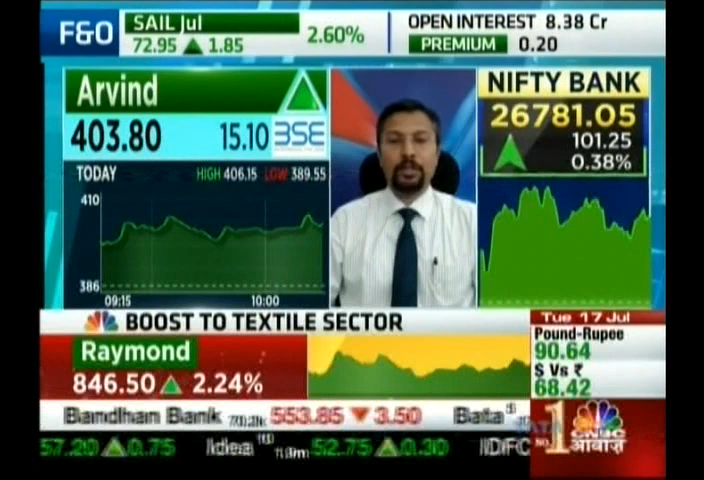 F&O
SAIL Jul
72.95 1.85
2.60%
OPEN INTEREST 8.38 Cr
PREMIUM 0.20
Arvind
403.80 15.10 BSE
TODAY HIGH 406.15 LOW 389.55
410
386
09:15 10:00
NIFTY BANK
26781.05
101.25
0.38%
BOOST TO TEXTILE SECTOR
Raymond
846.50 2.24%
Tue 17 Jul
Pound-Rupee
90.64
$ Vs ₹
68.42
Bandhan Bank 553.85 3.50 Bata
57.20 0.75 Idea 52.75 0.30 IDFC
NO. 1 CNBC
आवाज़